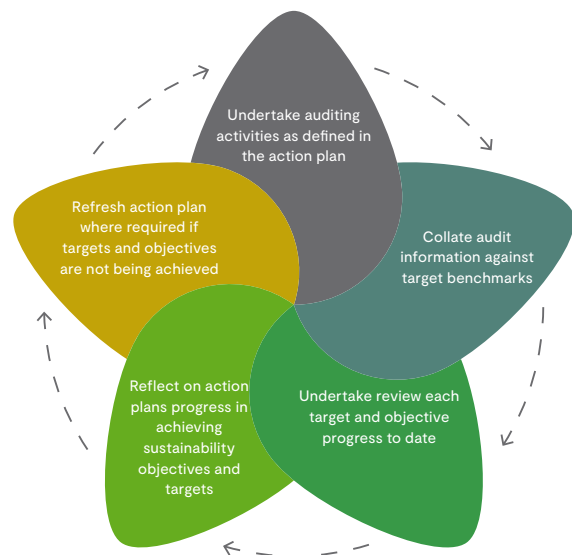 Undertake auditing
activities as defined in
the action plan
Collate audit
information against
target benchmarks
Undertake review each
target and objective
progress to date
Reflect on action
plans progress in
achieving
sustainability
objectives and
targets
Refresh action plan
where required if
targets and objectives
are not being achieved